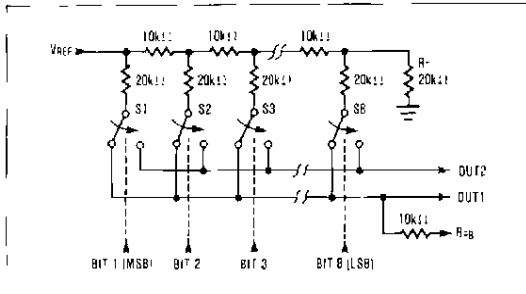 10kΩ 10kΩ 10kΩ
VREF
20kΩ 20kΩ 20kΩ 20kΩ RT 20kΩ
S1 S2 S3 S8
OUT2
OUT1
10kΩ RFB
BIT 1 (MSB) BIT 2 BIT 3 BIT 8 (LSB)